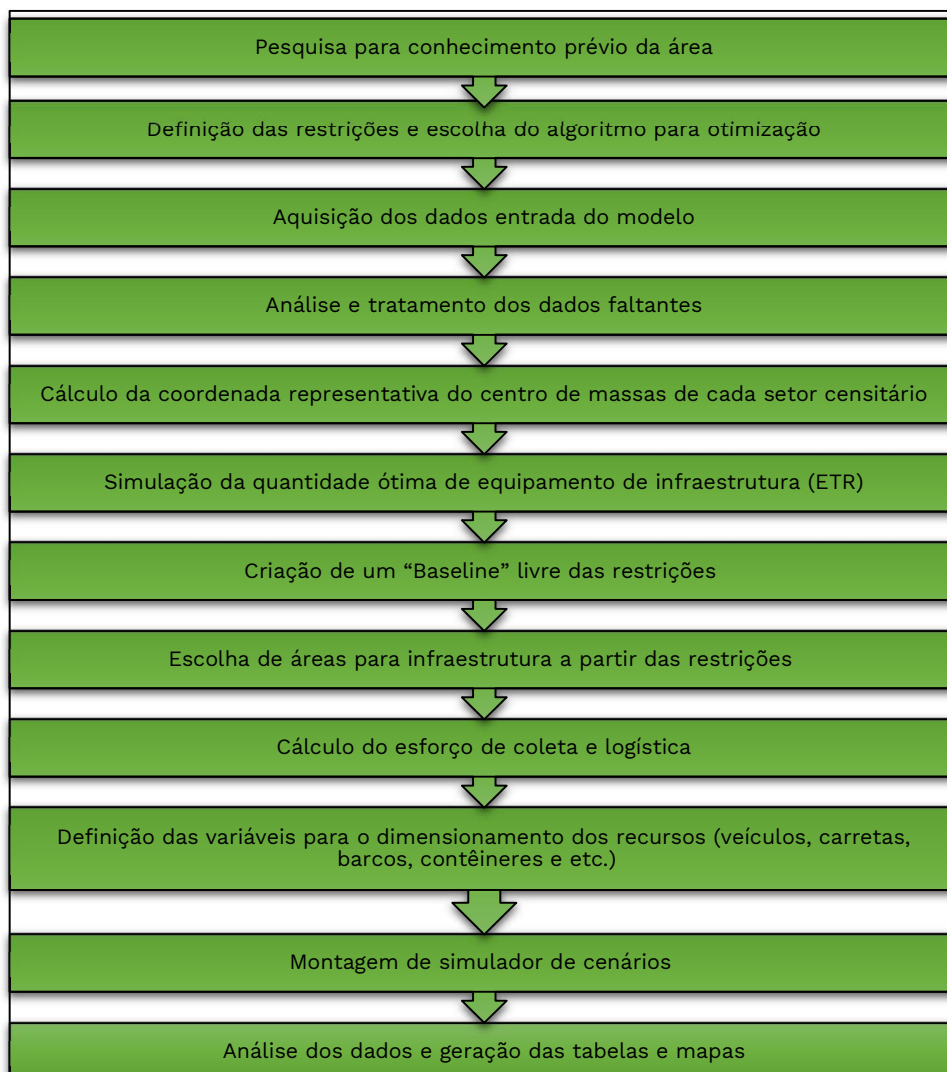 Pesquisa para conhecimento prévio da área
Definição das restrições e escolha do algoritmo para otimização
Aquisição dos dados entrada do modelo
Análise e tratamento dos dados faltantes
Cálculo da coordenada representativa do centro de massas de cada setor censitário
Simulação da quantidade ótima de equipamento de infraestrutura (ETR)
Criação de um “Baseline” livre das restrições
Escolha de áreas para infraestrutura a partir das restrições
Cálculo do esforço de coleta e logística
Definição das variáveis para o dimensionamento dos recursos (veículos, carretas,
barcos, contêineres e etc.)
Montagem de simulador de cenários
Análise dos dados e geração das tabelas e mapas